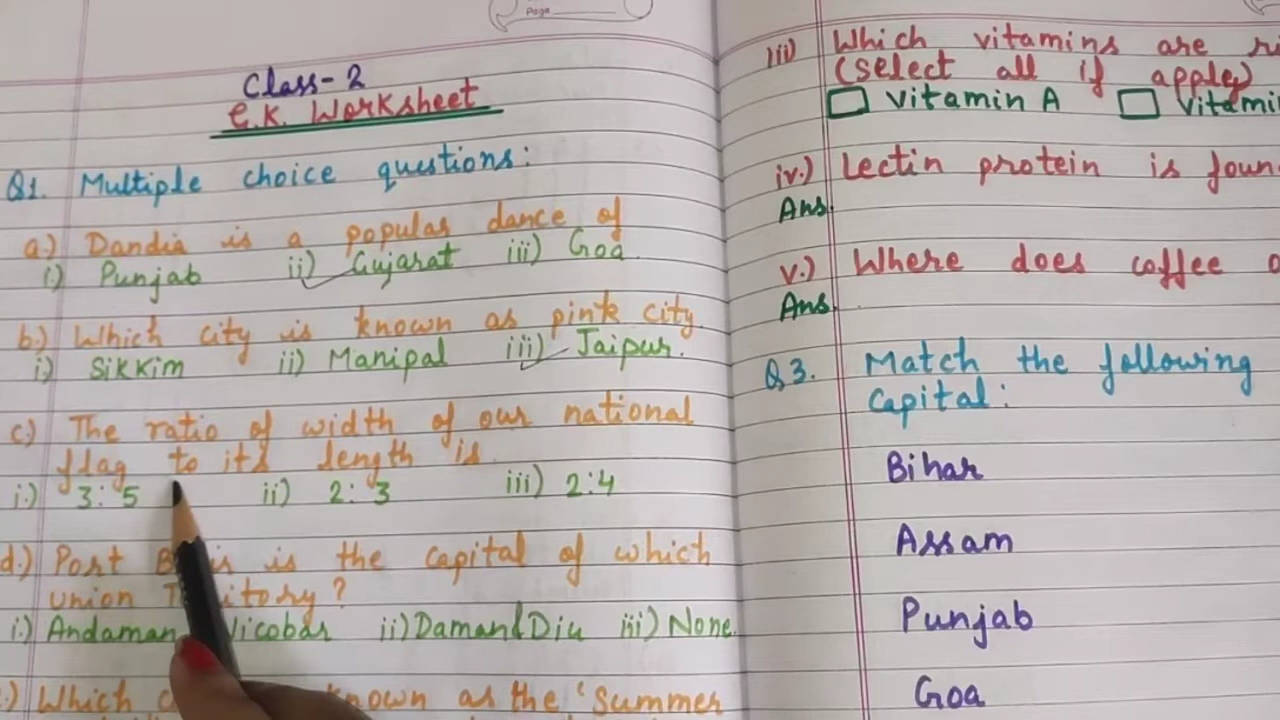 Page
Class-2
G.K. Worksheet
Q1. Multiple choice questions:
a.) Dandia is a popular dance of
i) Punjab ii) Gujarat iii) Goa
b.) Which city is known as pink city
i) Sikkim ii) Manipal iii) Jaipur.
c.) The ratio of width of our national
flag to its length is
i.) 3:5 ii) 2:3 iii) 2:4
d.) Port is the capital of which
union ?
i.) Andaman Nicobar ii) Daman & Diu iii) None.
Which known as the 'Summer
iii) Which vitamins are
(select all if apply)
Vitamin A
iv.) Lectin protein is
Ans.
v.) Where does coffee
Ans.
Q3. Match the following
Capital:
Bihar
Assam
Punjab
Goa